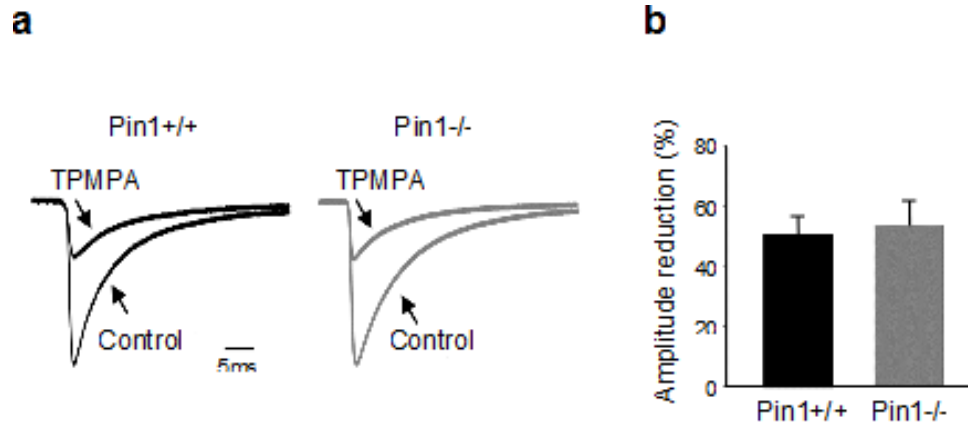 a
b
Pin1+/+
Pin1-/-
TPMPA
TPMPA
Control
Control
5ms
Amplitude reduction (%)
80
60
40
20
0
Pin1+/+
Pin1-/-